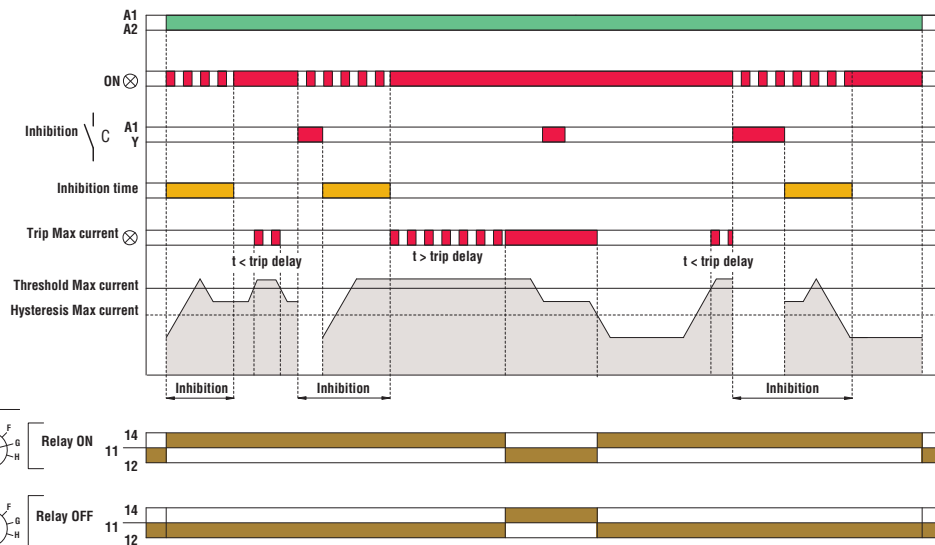 A1
A2
ON
Inhibition C A1
Y
Inhibition time
Trip Max current
t < trip delay t > trip delay t < trip delay
Threshold Max current
Hysteresis Max current
Inhibition Inhibition Inhibition
F
G
H
Relay ON 14
11
12
F
G
H
Relay OFF 14
11
12